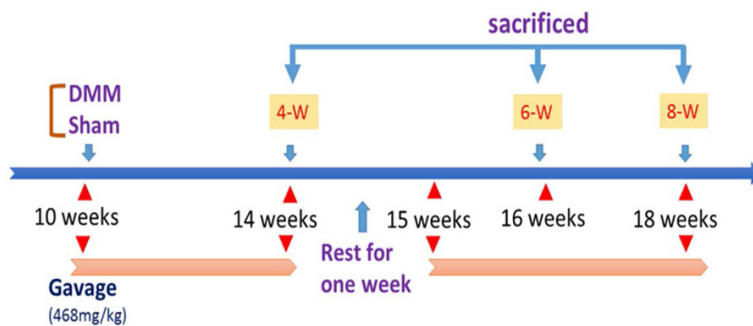 sacrificed
DMM
Sham
4-W
6-W
8-W
10 weeks
14 weeks
15 weeks
16 weeks
18 weeks
Rest for
one week
Gavage
(468mg/kg)